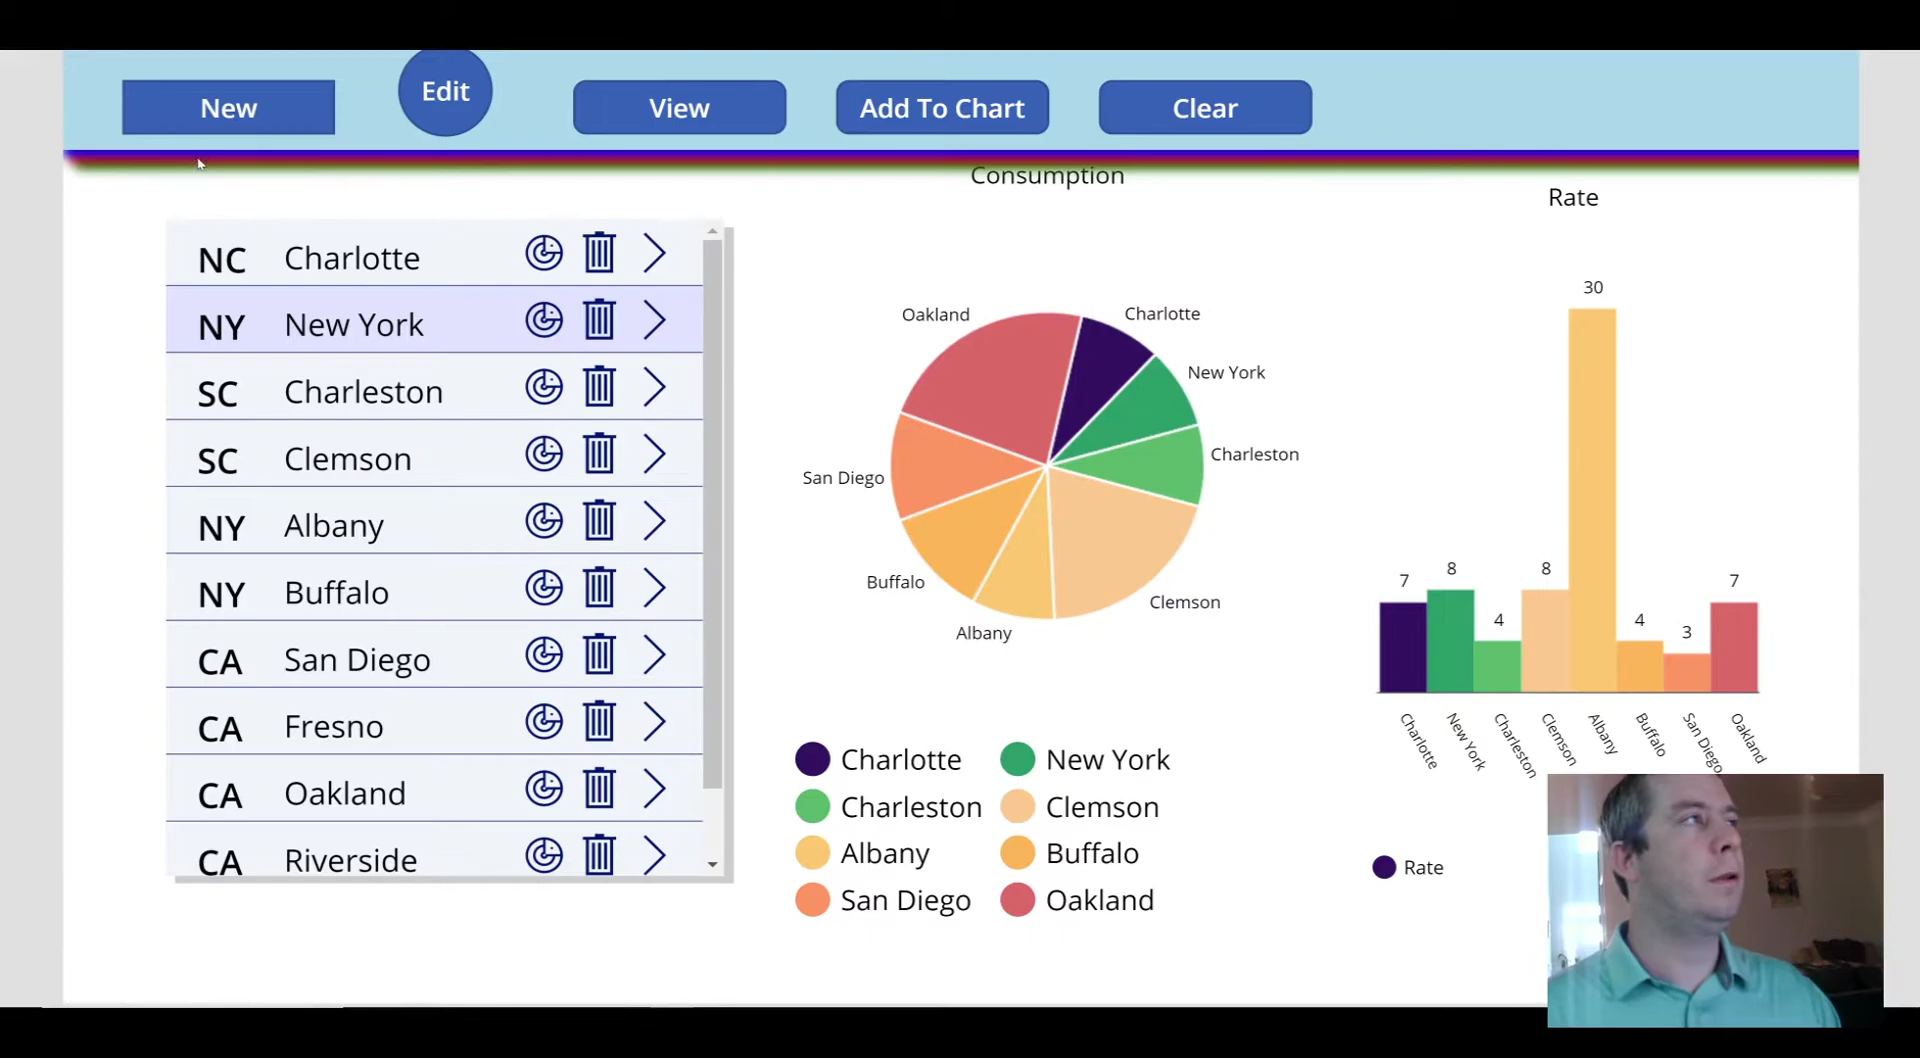 New
Edit
View
Add To Chart
Clear
Consumption
Rate
NC Charlotte
NY New York
SC Charleston
SC Clemson
NY Albany
NY Buffalo
CA San Diego
CA Fresno
CA Oakland
CA Riverside
Oakland
Charlotte
New York
Charleston
San Diego
Buffalo
Clemson
Albany
Charlotte New York
Charleston Clemson
Albany Buffalo
San Diego Oakland
30
7 8 4 8 4 3 7
Charlotte
New York
Charleston
Clemson
Albany
Buffalo
San Diego
Oakland
Rate